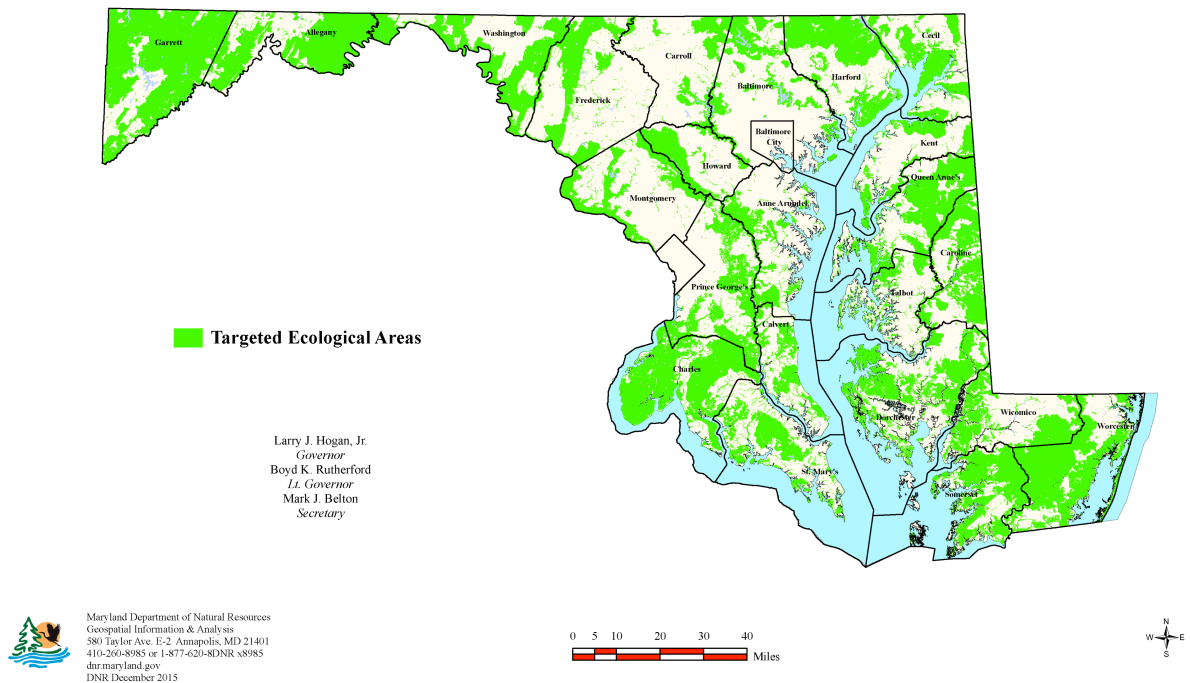 Garrett
Allegany
Washington
Frederick
Carroll
Baltimore
Harford
Cecil
Baltimore
City
Kent
Howard
Queen Anne's
Montgomery
Anne Arundel
Caroline
Prince George's
Talbot
Calvert
Targeted Ecological Areas
Charles
Dorchester
Wicomico
Worcester
St. Mary's
Somerset
Larry J. Hogan, Jr.
Governor
Boyd K. Rutherford
Lt. Governor
Mark J. Belton
Secretary
Maryland Department of Natural Resources
Geospatial Information & Analysis
580 Taylor Ave. E-2 Annapolis, MD 21401
410-260-8985 or 1-877-620-8DNR x8985
dnr.maryland.gov
DNR December 2015
0 5 10 20 30 40
Miles
N
W E
S